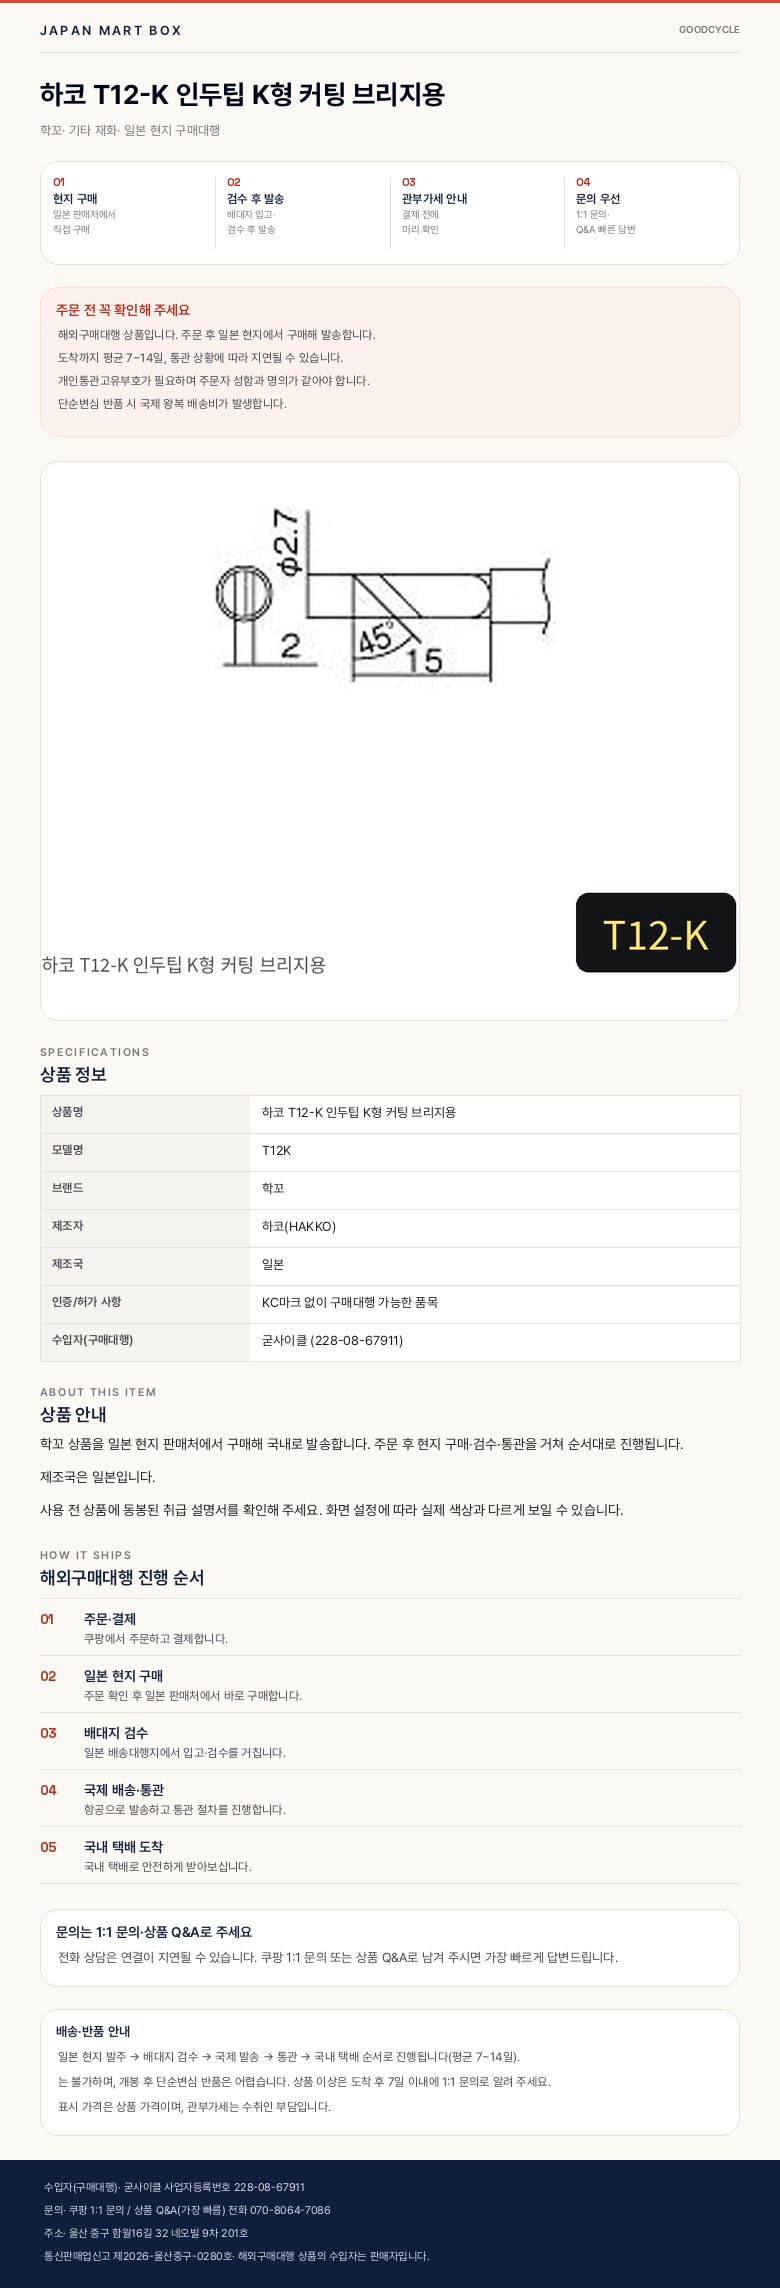 JAPAN MART BOX
GOODCYCLE
하코 T12-K 인두팁 K형 커팅 브리지용
학꼬· 기타 재화· 일본 현지 구매대행
01
현지 구매
일본 판매처에서
직접 구매
02
검수 후 발송
배대지 입고·
검수 후 발송
03
관부가세 안내
결제 전에
미리 확인
04
문의 우선
1:1 문의·
Q&A 빠른 답변
주문 전 꼭 확인해 주세요
해외구매대행 상품입니다. 주문 후 일본 현지에서 구매해 발송합니다.
도착까지 평균 7~14일, 통관 상황에 따라 지연될 수 있습니다.
개인통관고유부호가 필요하며 주문자 성함과 명의가 같아야 합니다.
단순변심 반품 시 국제 왕복 배송비가 발생합니다.
φ2.7
2
45°
15
T12-K
하코 T12-K 인두팁 K형 커팅 브리지용
SPECIFICATIONS
상품 정보
상품명 하코 T12-K 인두팁 K형 커팅 브리지용
모델명 T12K
브랜드 학꼬
제조자 하코(HAKKO)
제조국 일본
인증/허가 사항 KC마크 없이 구매대행 가능한 품목
수입자(구매대행) 굳사이클 (228-08-67911)
ABOUT THIS ITEM
상품 안내
학꼬 상품을 일본 현지 판매처에서 구매해 국내로 발송합니다. 주문 후 현지 구매·검수·통관을 거쳐 순서대로 진행됩니다.
제조국은 일본입니다.
사용 전 상품에 동봉된 취급 설명서를 확인해 주세요. 화면 설정에 따라 실제 색상과 다르게 보일 수 있습니다.
HOW IT SHIPS
해외구매대행 진행 순서
01 주문·결제
쿠팡에서 주문하고 결제합니다.
02 일본 현지 구매
주문 확인 후 일본 판매처에서 바로 구매합니다.
03 배대지 검수
일본 배송대행지에서 입고·검수를 거칩니다.
04 국제 배송·통관
항공으로 발송하고 통관 절차를 진행합니다.
05 국내 택배 도착
국내 택배로 안전하게 받아보십니다.
문의는 1:1 문의·상품 Q&A로 주세요
전화 상담은 연결이 지연될 수 있습니다. 쿠팡 1:1 문의 또는 상품 Q&A로 남겨 주시면 가장 빠르게 답변드립니다.
배송·반품 안내
일본 현지 발주 → 배대지 검수 → 국제 발송 → 통관 → 국내 택배 순서로 진행됩니다(평균 7~14일).
는 불가하며, 개봉 후 단순변심 반품은 어렵습니다. 상품 이상은 도착 후 7일 이내에 1:1 문의로 알려 주세요.
표시 가격은 상품 가격이며, 관부가세는 수취인 부담입니다.
수입자(구매대행)· 굳사이클 사업자등록번호 228-08-67911
문의· 쿠팡 1:1 문의 / 상품 Q&A(가장 빠름) 전화 070-8064-7086
주소· 울산 중구 함월16길 32 네오빌 9차 201호
통신판매업신고 제2026-울산중구-0280호· 해외구매대행 상품의 수입자는 판매자입니다.